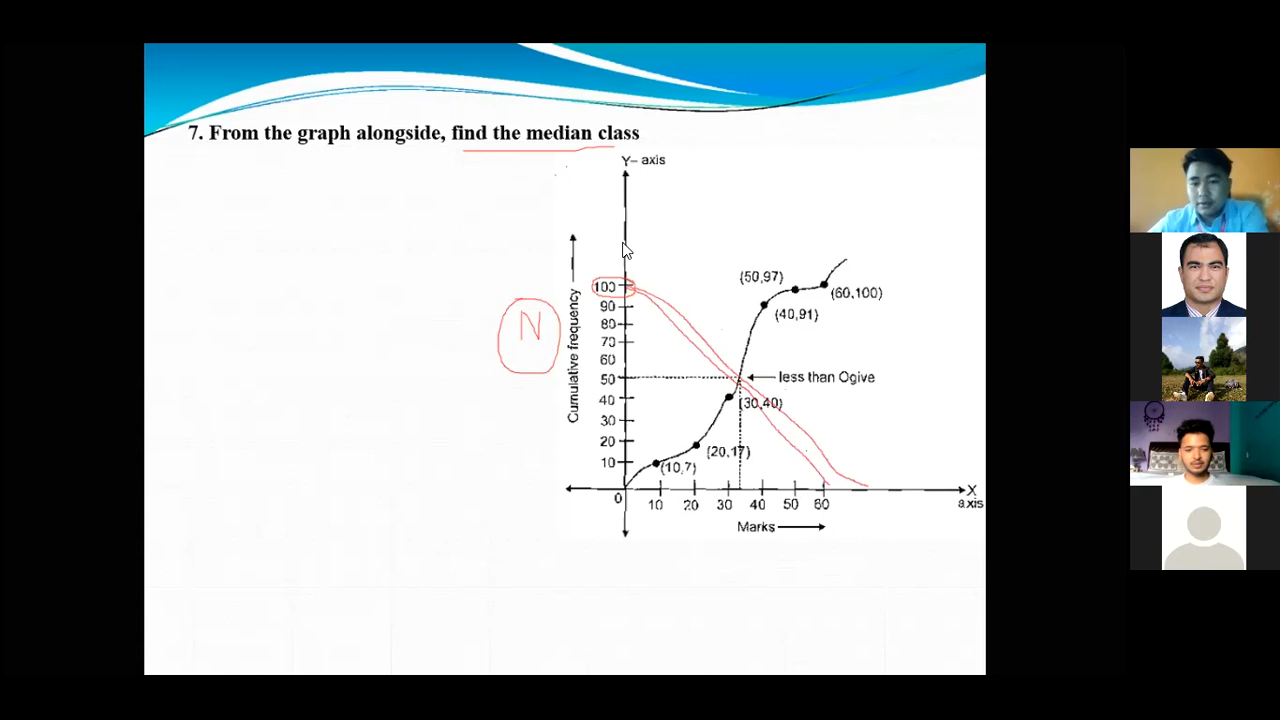 7. From the graph alongside, find the median class
Y– axis
Cumulative frequency
N
100
90
80
70
60
50
40
30
20
10
0
(50,97)
(60,100)
(40,91)
less than Ogive
(30,40)
(20,17)
(10,7)
10 20 30 40 50 60
X
axis
Marks